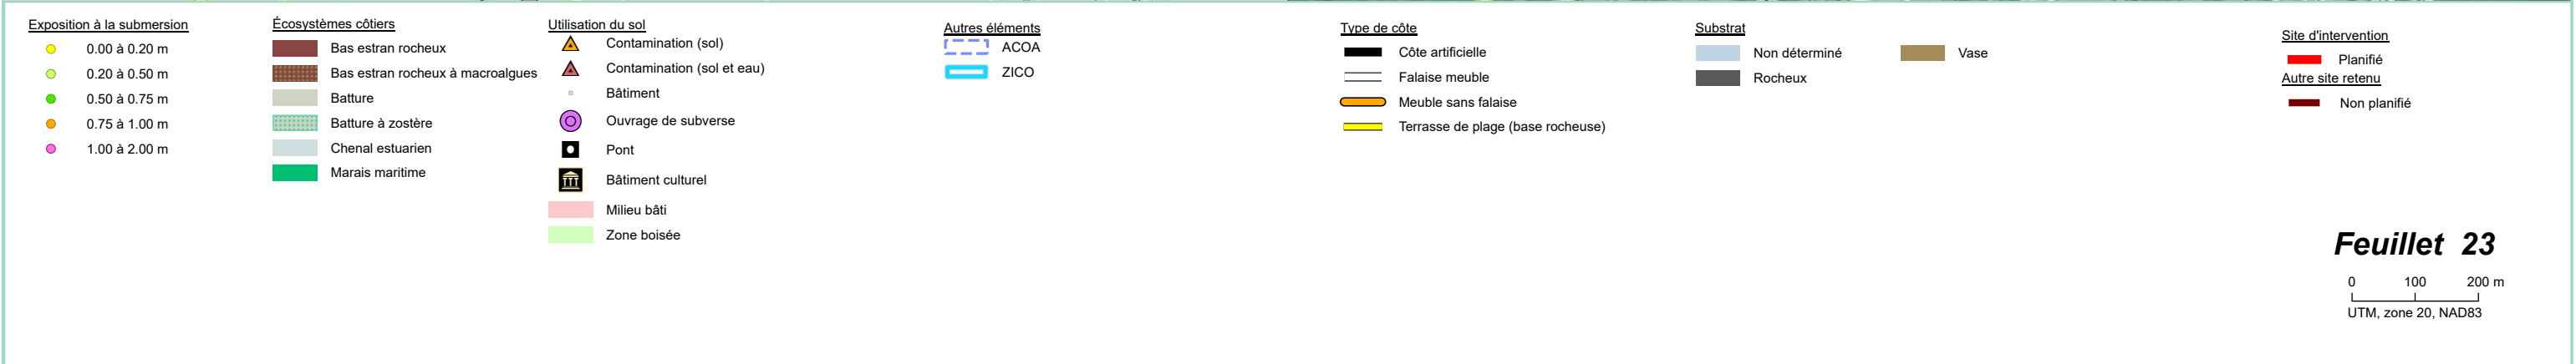 Exposition à la submersion
0.00 à 0.20 m
0.20 à 0.50 m
0.50 à 0.75 m
0.75 à 1.00 m
1.00 à 2.00 m
Écosystèmes côtiers
Bas estran rocheux
Bas estran rocheux à macroalgues
Batture
Batture à zostère
Chenal estuarien
Marais maritime
Utilisation du sol
Contamination (sol)
Contamination (sol et eau)
Bâtiment
Ouvrage de subverse
Pont
Bâtiment culturel
Milieu bâti
Zone boisée
Autres éléments
ACOA
ZICO
Type de côte
Côte artificielle
Falaise meuble
Meuble sans falaise
Terrasse de plage (base rocheuse)
Substrat
Non déterminé
Rocheux
Vase
Site d'intervention
Planifié
Autre site retenu
Non planifié
Feuillet 23
0 100 200 m
UTM, zone 20, NAD83